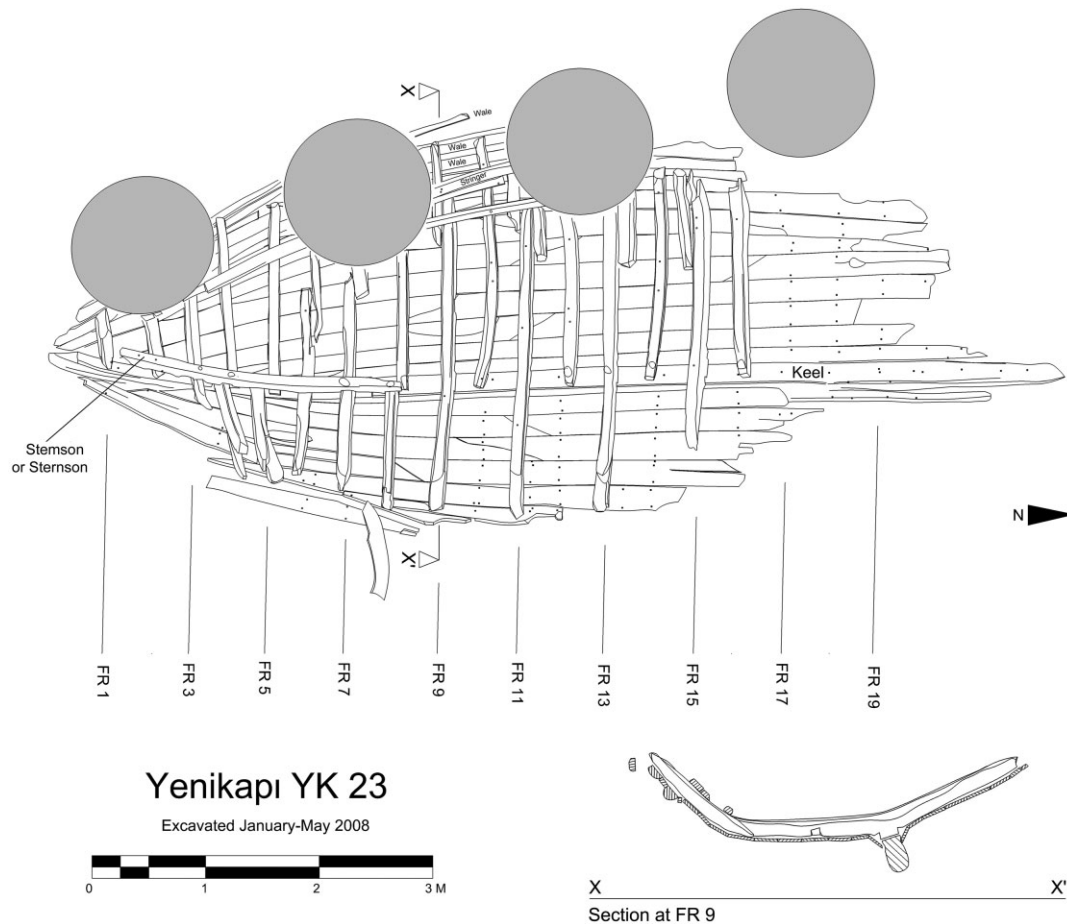 X
Wale
Wale
Wale
Stringer
Keel
Stemson
or Sternson
N
X'
FR 1
FR 3
FR 5
FR 7
FR 9
FR 11
FR 13
FR 15
FR 17
FR 19
Yenikapı YK 23
Excavated January-May 2008
0 1 2 3 M
X X'
Section at FR 9